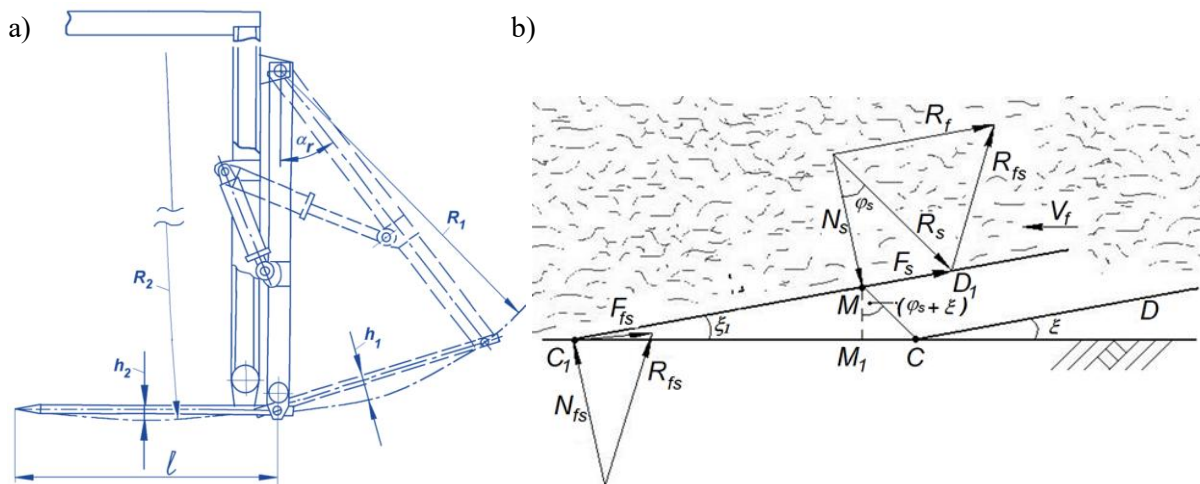 a)
α_r
R_1
R_2
h_1
h_2
l
b)
R_f
R_fs
φ_s
N_s
R_s
V_f
F_s
D_1
M
(φ_s + ξ)
D
F_fs
ξ_1
ξ
C_1
M_1
C
R_fs
N_fs